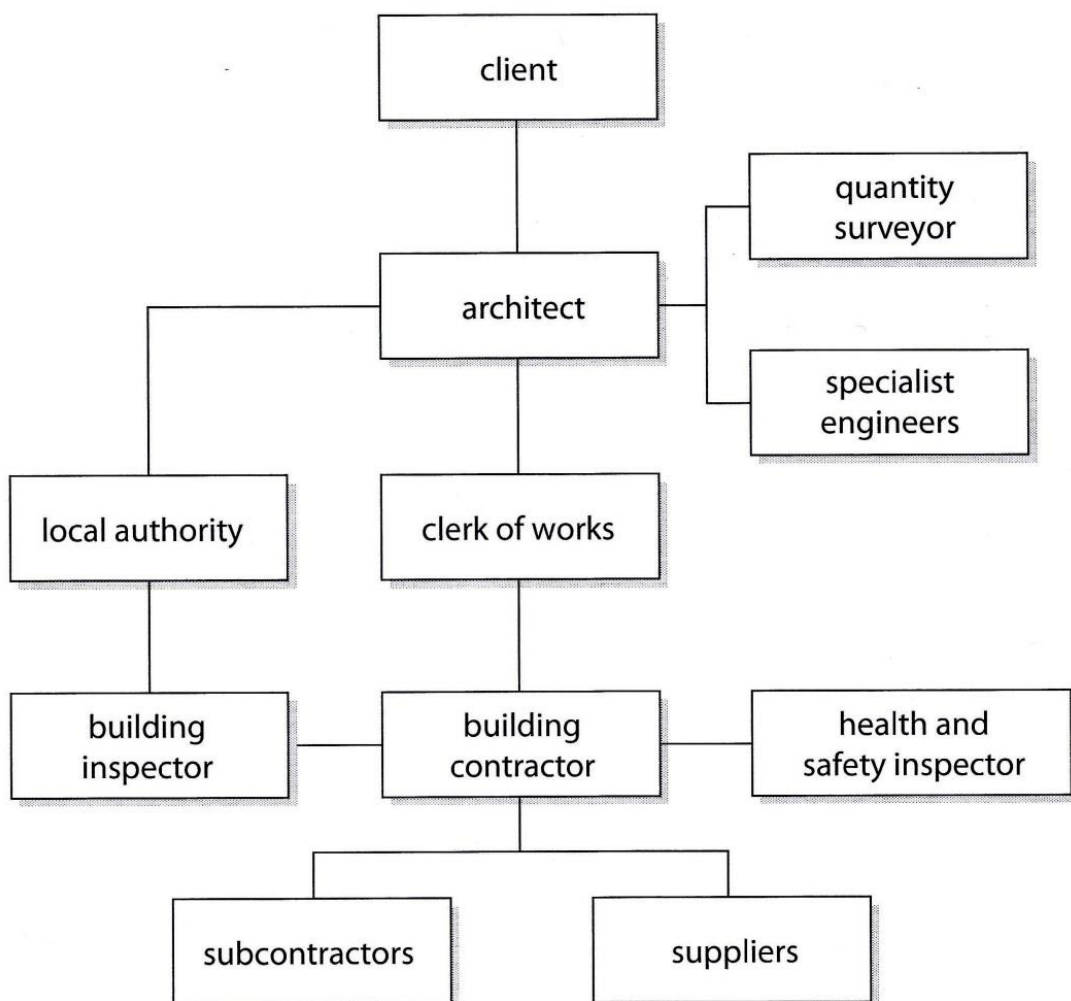 client
quantity
surveyor
architect
specialist
engineers
local authority
clerk of works
building
inspector
building
contractor
health and
safety inspector
subcontractors
suppliers